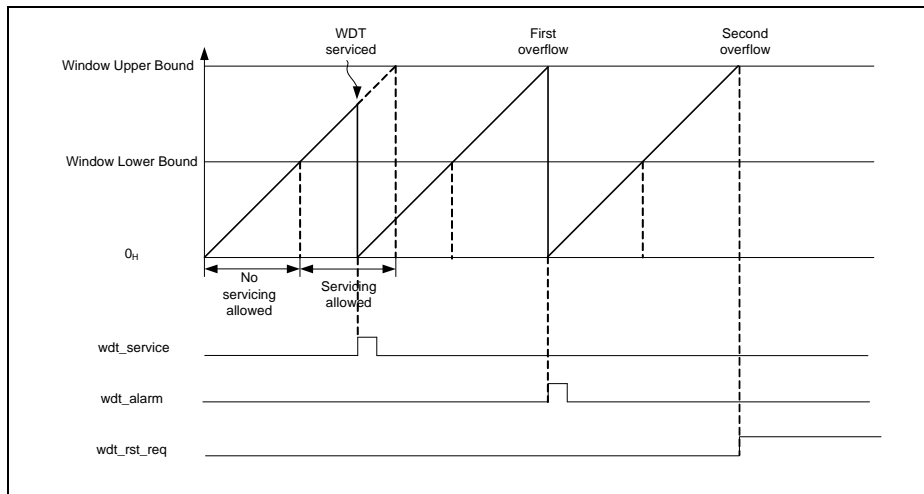 WDT
serviced
First
overflow
Second
overflow
Window Upper Bound
Window Lower Bound
0H
No
servicing
allowed
Servicing
allowed
wdt_service
wdt_alarm
wdt_rst_req